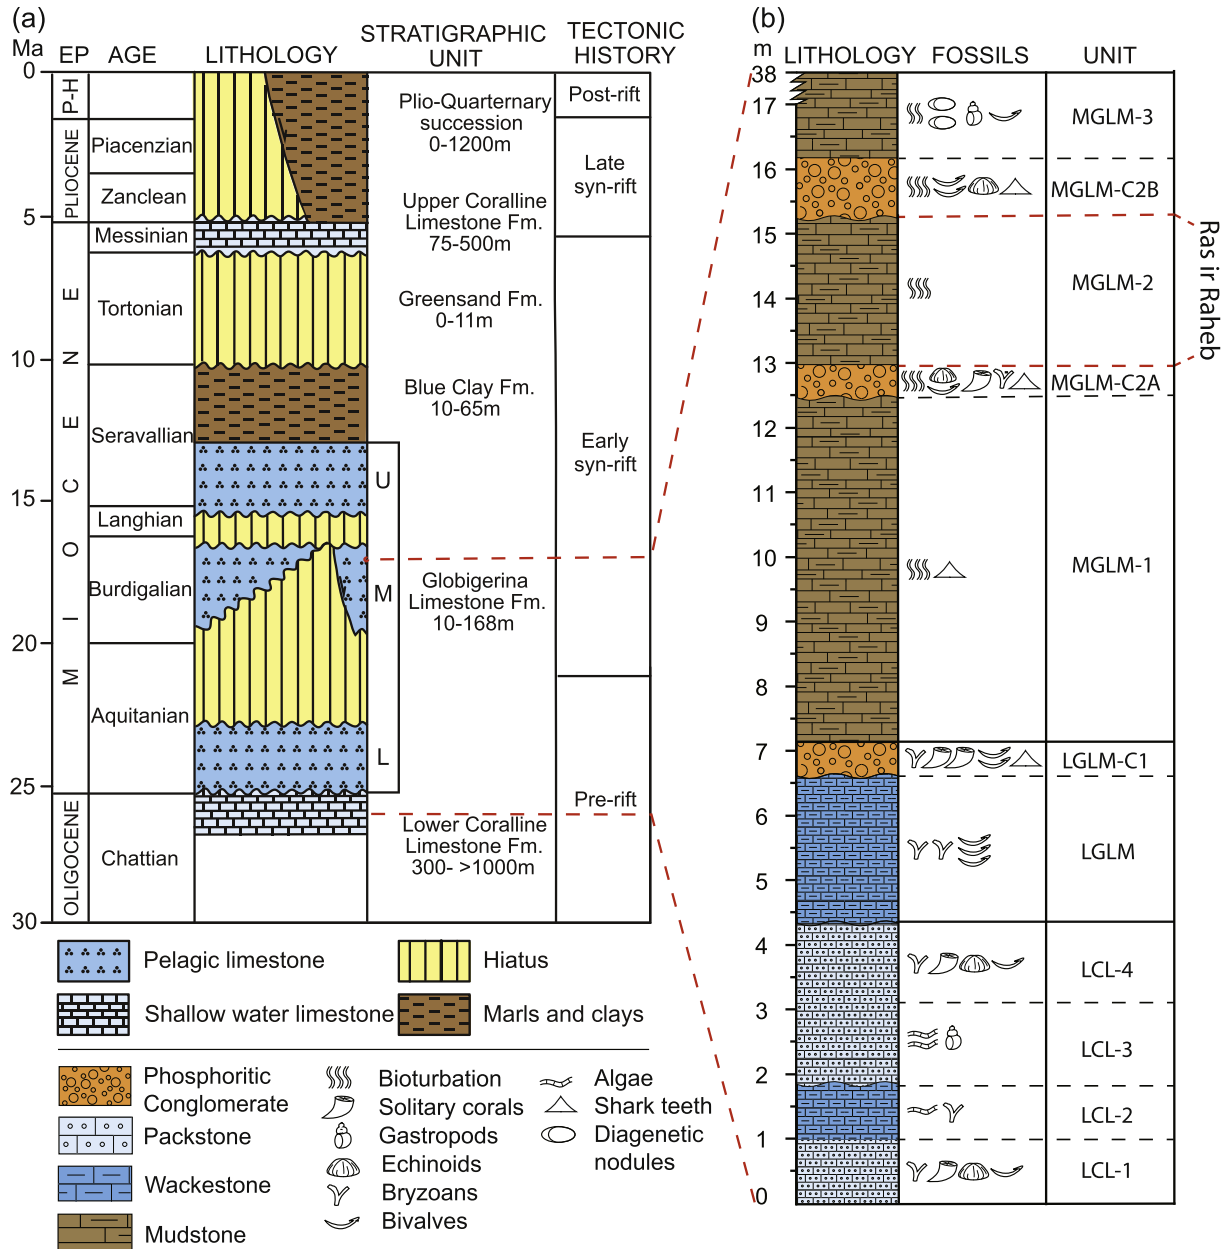 (a)
Ma
EP
AGE
LITHOLOGY
STRATIGRAPHIC
UNIT
TECTONIC
HISTORY
0
5
10
15
20
25
30
P-H
PLIOCENE
MIOCENE
OLIGOCENE
Piacenzian
Zanclean
Messinian
Tortonian
Seravallian
Langhian
Burdigalian
Aquitanian
Chattian
U
M
L
Plio-Quarternary
succession
0-1200m
Upper Coralline
Limestone Fm.
75-500m
Greensand Fm.
0-11m
Blue Clay Fm.
10-65m
Globigerina
Limestone Fm.
10-168m
Lower Coralline
Limestone Fm.
300- >1000m
Post-rift
Late
syn-rift
Early
syn-rift
Pre-rift
Pelagic limestone
Hiatus
Shallow water limestone
Marls and clays
Phosphoritic
Conglomerate
Packstone
Wackestone
Mudstone
Bioturbation
Solitary corals
Gastropods
Echinoids
Bryzoans
Bivalves
Algae
Shark teeth
Diagenetic
nodules
(b)
m
LITHOLOGY
FOSSILS
UNIT
38
17
16
15
14
13
12
11
10
9
8
7
6
5
4
3
2
1
0
MGLM-3
MGLM-C2B
MGLM-2
MGLM-C2A
MGLM-1
LGLM-C1
LGLM
LCL-4
LCL-3
LCL-2
LCL-1
Ras ir Raheb